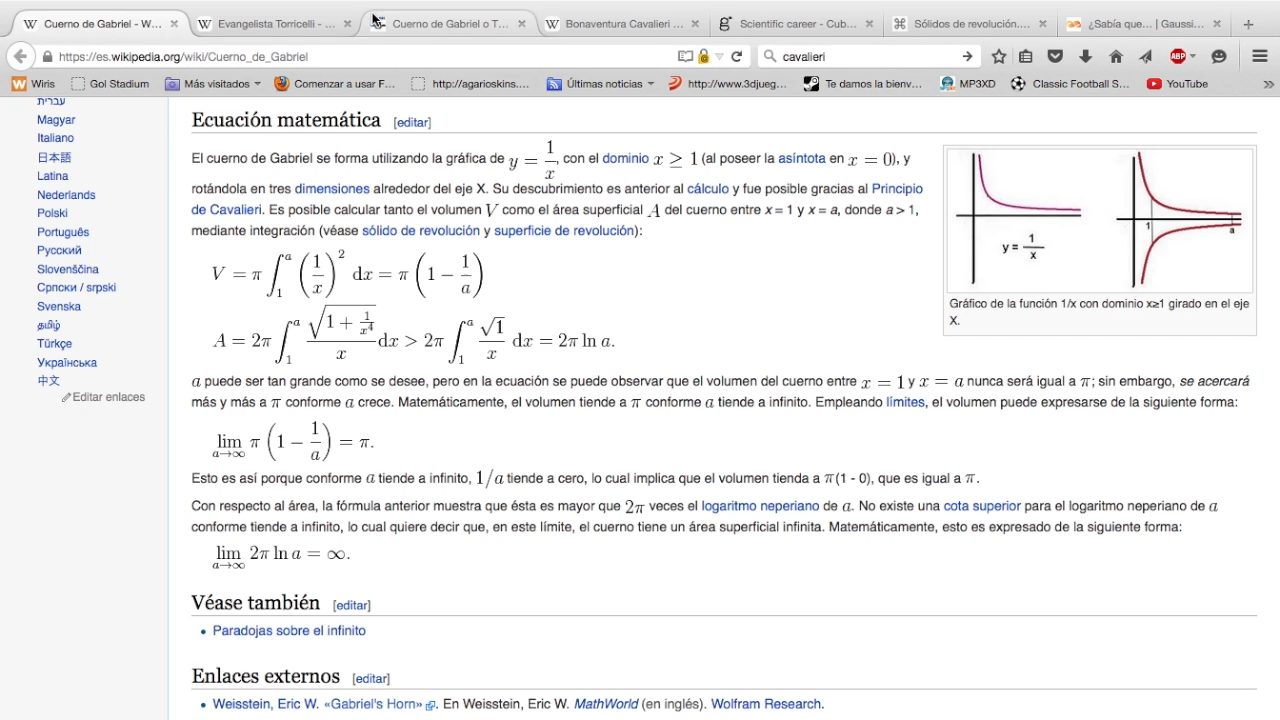 Cuerno de Gabriel - W...
Evangelista Torricelli - ...
Cuerno de Gabriel o T...
Bonaventura Cavalieri ...
Scientific career - Cub...
Sólidos de revolución....
¿Sabía que... | Gaussi...
https://es.wikipedia.org/wiki/Cuerno_de_Gabriel
cavalieri
ABP
Wiris
Gol Stadium
Más visitados
Comenzar a usar F...
http://agarioskins....
Últimas noticias
http://www.3djueg...
Te damos la bienv...
MP3XD
Classic Football S...
YouTube
עברית
Magyar
Italiano
日本語
Latina
Nederlands
Polski
Português
Русский
Slovenščina
Српски / srpski
Svenska
தமிழ்
Türkçe
Українська
中文
Editar enlaces
Ecuación matemática [editar]
El cuerno de Gabriel se forma utilizando la gráfica de y = 1/x, con el dominio x ≥ 1 (al poseer la asíntota en x = 0), y
rotándola en tres dimensiones alrededor del eje X. Su descubrimiento es anterior al cálculo y fue posible gracias al Principio
de Cavalieri. Es posible calcular tanto el volumen V como el área superficial A del cuerno entre x = 1 y x = a, donde a > 1,
mediante integración (véase sólido de revolución y superficie de revolución):
V = π ∫₁ᵃ (1/x)² dx = π (1 − 1/a)
A = 2π ∫₁ᵃ √(1 + 1/x⁴)/x dx > 2π ∫₁ᵃ √1/x dx = 2π ln a.
y = 1/x
1
a
Gráfico de la función 1/x con dominio x≥1 girado en el eje
X.
a puede ser tan grande como se desee, pero en la ecuación se puede observar que el volumen del cuerno entre x = 1 y x = a nunca será igual a π; sin embargo, se acercará
más y más a π conforme a crece. Matemáticamente, el volumen tiende a π conforme a tiende a infinito. Empleando límites, el volumen puede expresarse de la siguiente forma:
lim a→∞ π (1 − 1/a) = π.
Esto es así porque conforme a tiende a infinito, 1/a tiende a cero, lo cual implica que el volumen tienda a π(1 - 0), que es igual a π.
Con respecto al área, la fórmula anterior muestra que ésta es mayor que 2π veces el logaritmo neperiano de a. No existe una cota superior para el logaritmo neperiano de a
conforme tiende a infinito, lo cual quiere decir que, en este límite, el cuerno tiene un área superficial infinita. Matemáticamente, esto es expresado de la siguiente forma:
lim a→∞ 2π ln a = ∞.
Véase también [editar]
Paradojas sobre el infinito
Enlaces externos [editar]
Weisstein, Eric W. «Gabriel's Horn». En Weisstein, Eric W. MathWorld (en inglés). Wolfram Research.